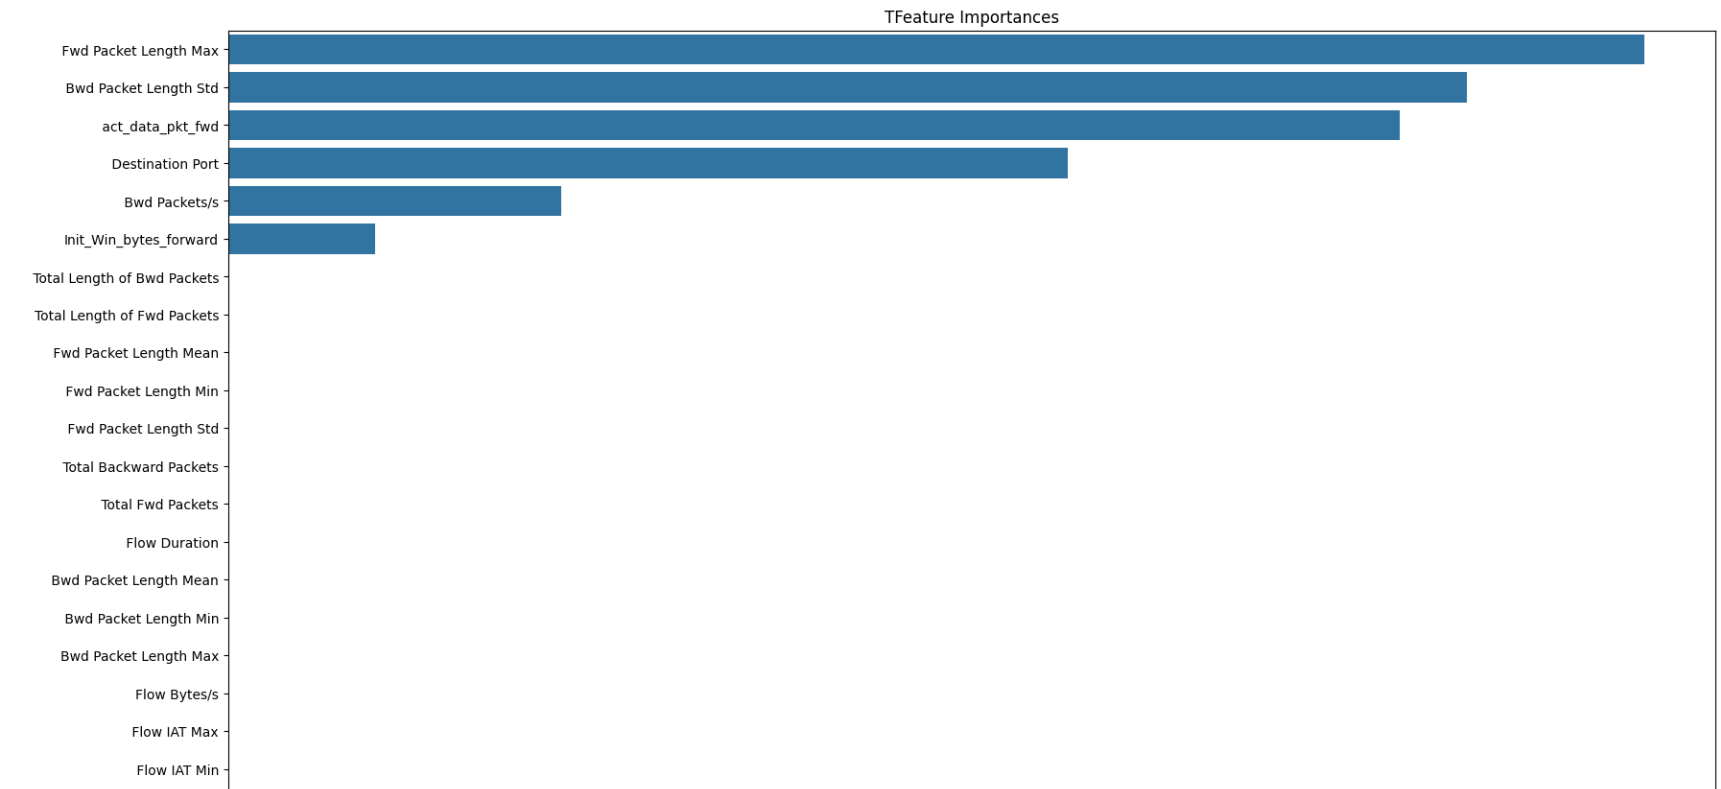 TFeature Importances
Fwd Packet Length Max
Bwd Packet Length Std
act_data_pkt_fwd
Destination Port
Bwd Packets/s
Init_Win_bytes_forward
Total Length of Bwd Packets
Total Length of Fwd Packets
Fwd Packet Length Mean
Fwd Packet Length Min
Fwd Packet Length Std
Total Backward Packets
Total Fwd Packets
Flow Duration
Bwd Packet Length Mean
Bwd Packet Length Min
Bwd Packet Length Max
Flow Bytes/s
Flow IAT Max
Flow IAT Min